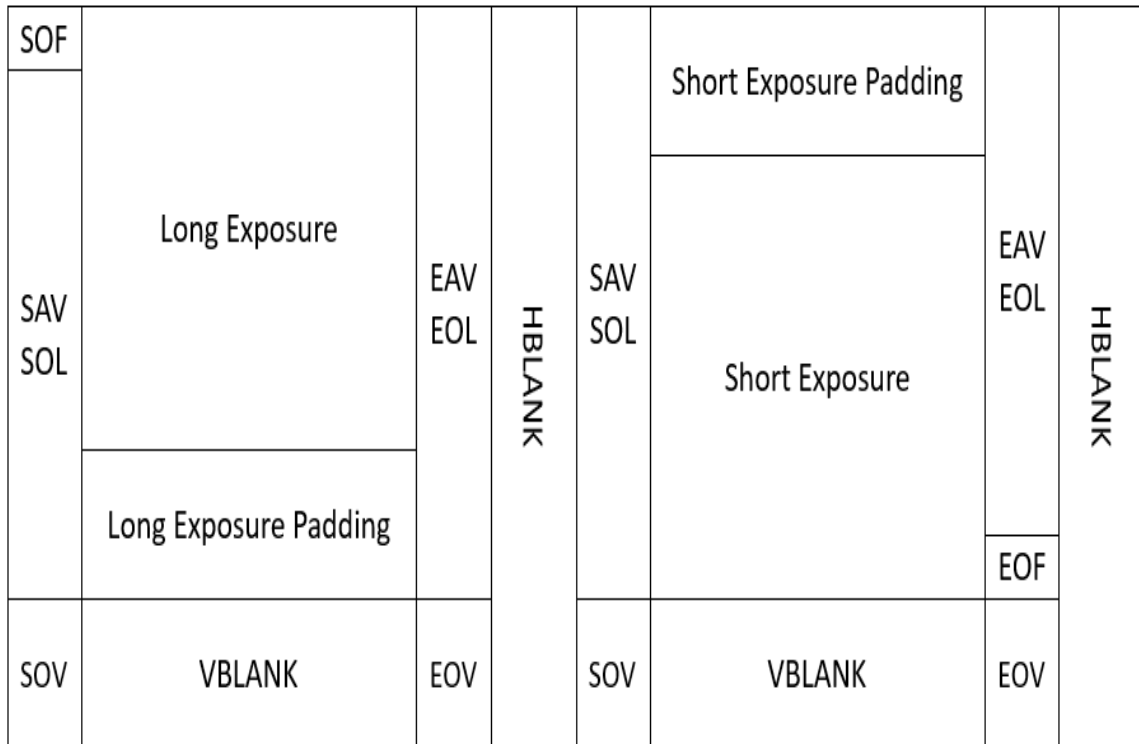 SOF
SAV
SOL
Long Exposure
Long Exposure Padding
EAV
EOL
HBLANK
SAV
SOL
Short Exposure Padding
Short Exposure
EAV
EOL
EOF
HBLANK
SOV
VBLANK
EOV
SOV
VBLANK
EOV